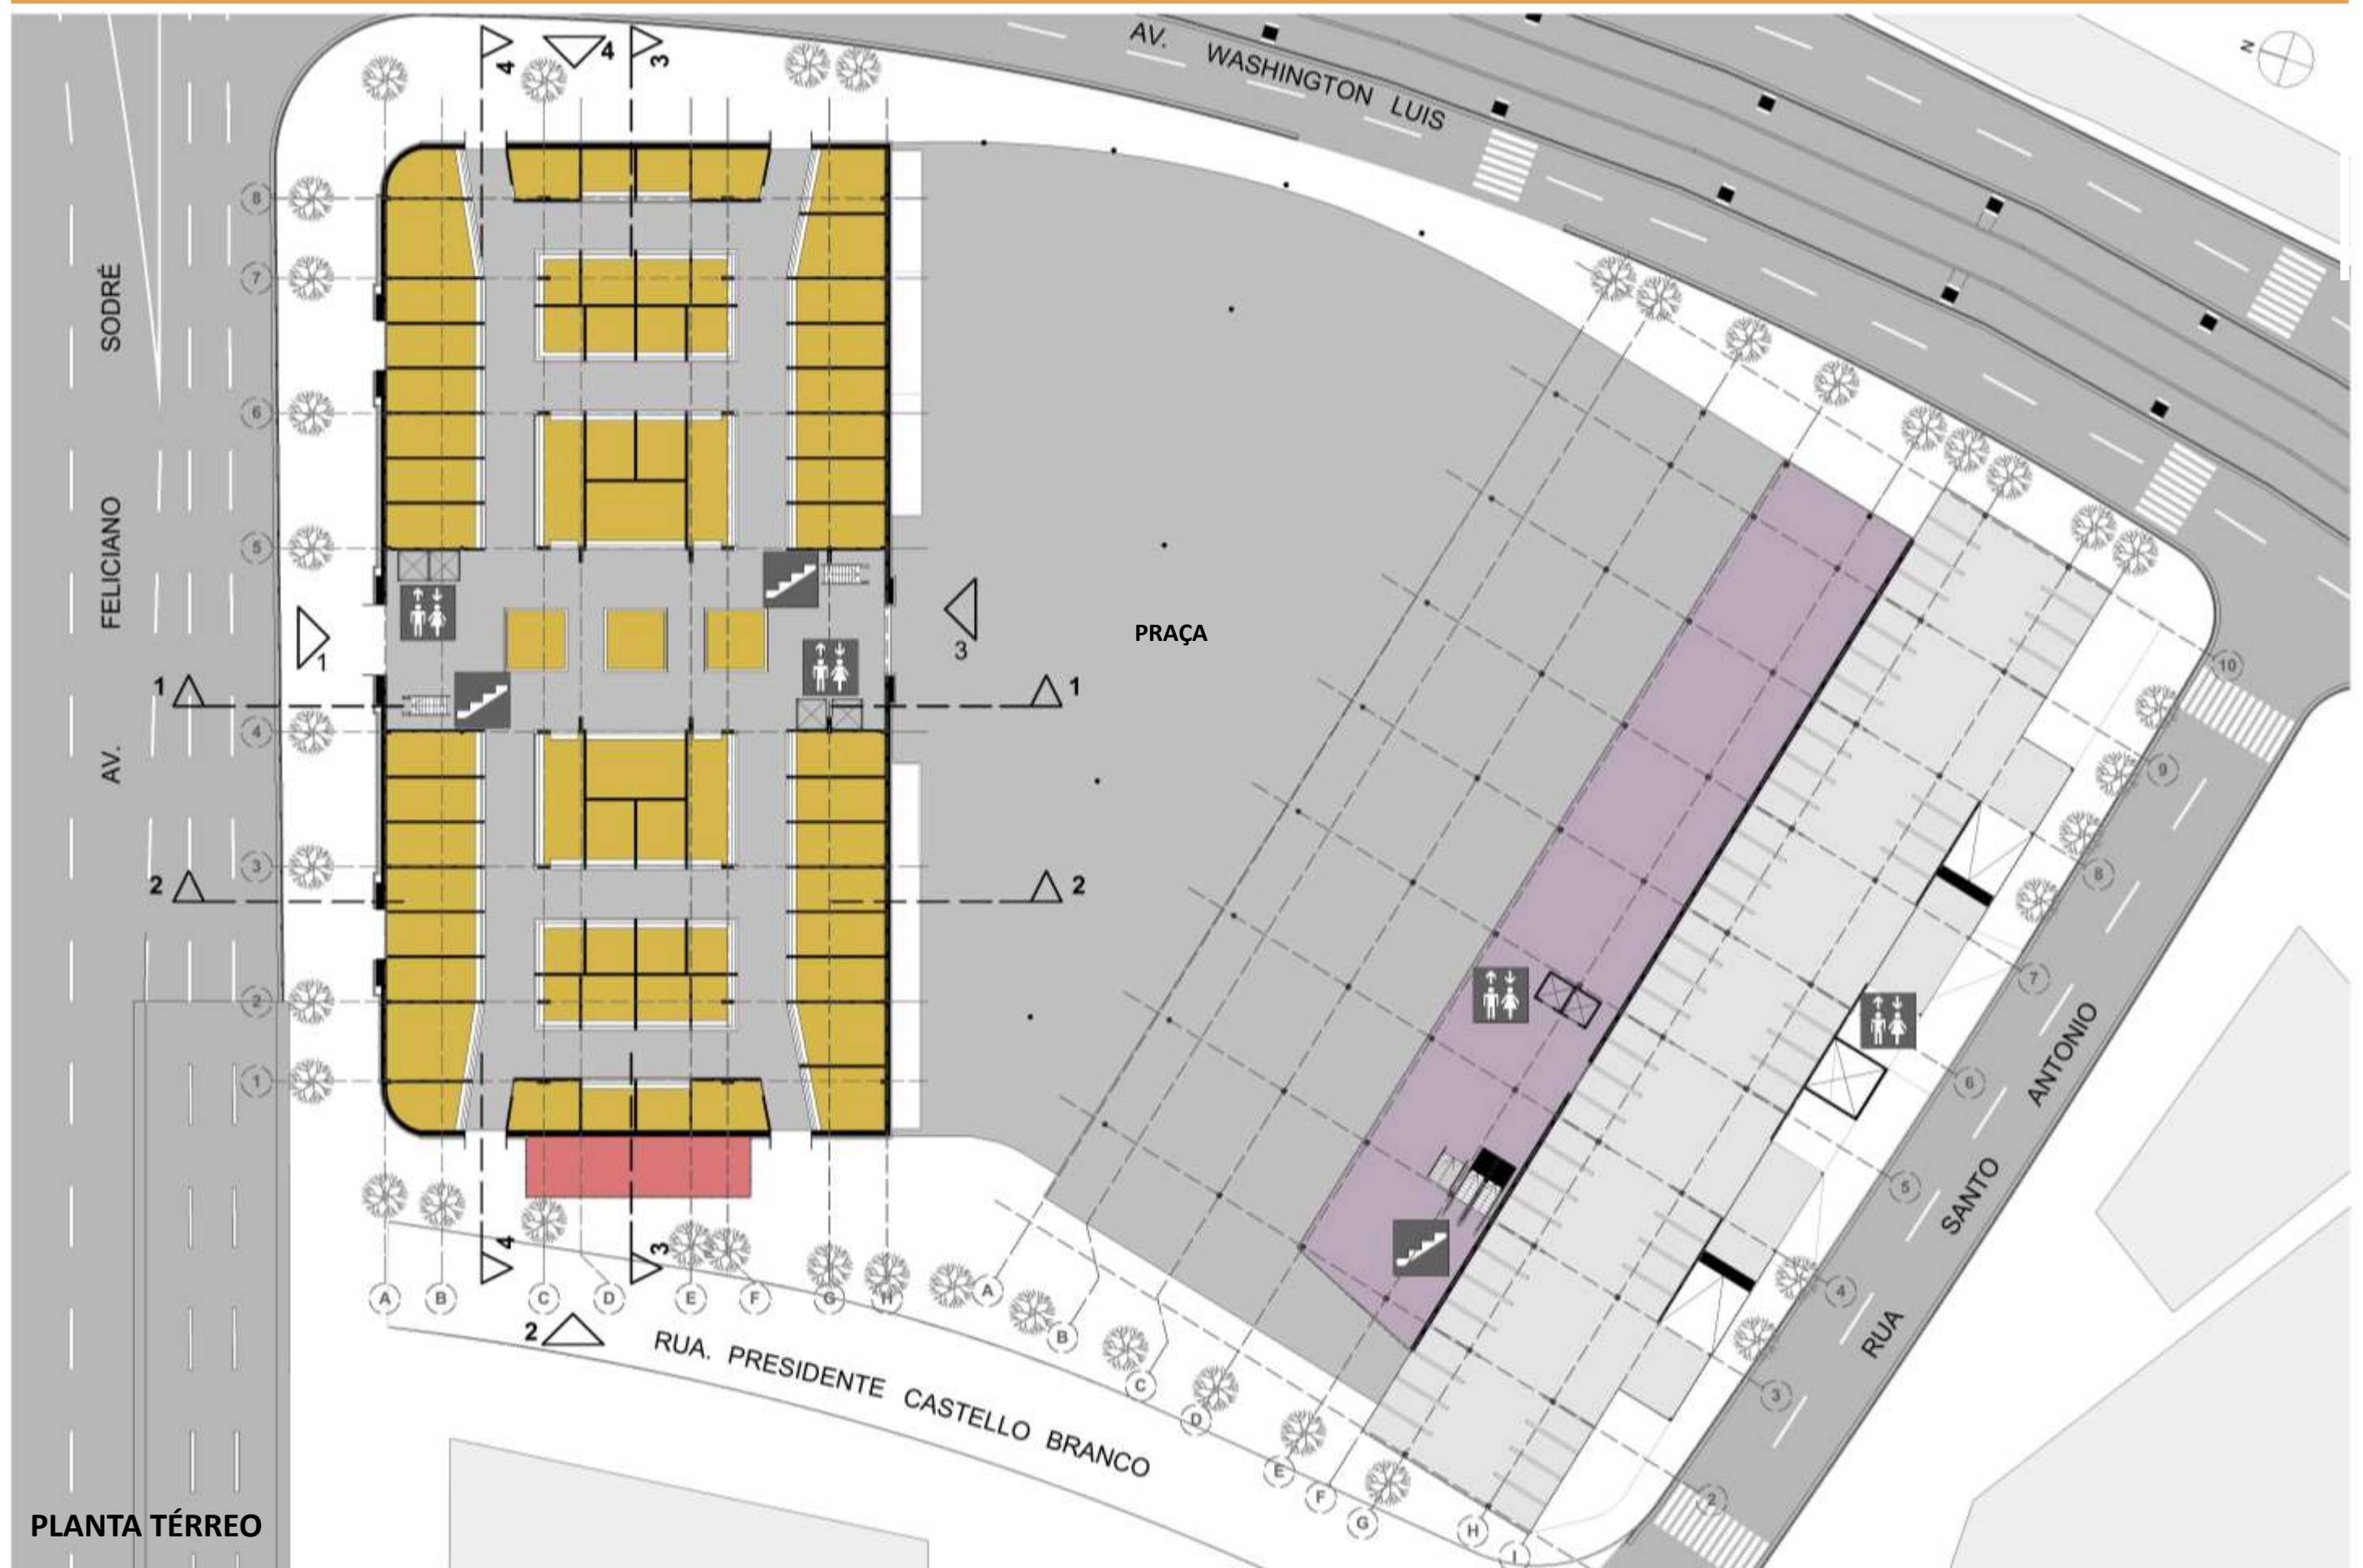 AV. WASHINGTON LUIS
N
4
4
3
8
7
6
5
4
3
2
1
AV. FELICIANO SODRÉ
1
3
1
1
2
2
PRAÇA
10
9
8
7
6
5
4
3
2
4
3
A
B
C
D
E
F
G
H
A
B
C
D
E
F
G
H
I
2
RUA. PRESIDENTE CASTELLO BRANCO
RUA SANTO ANTONIO
PLANTA TÉRREO